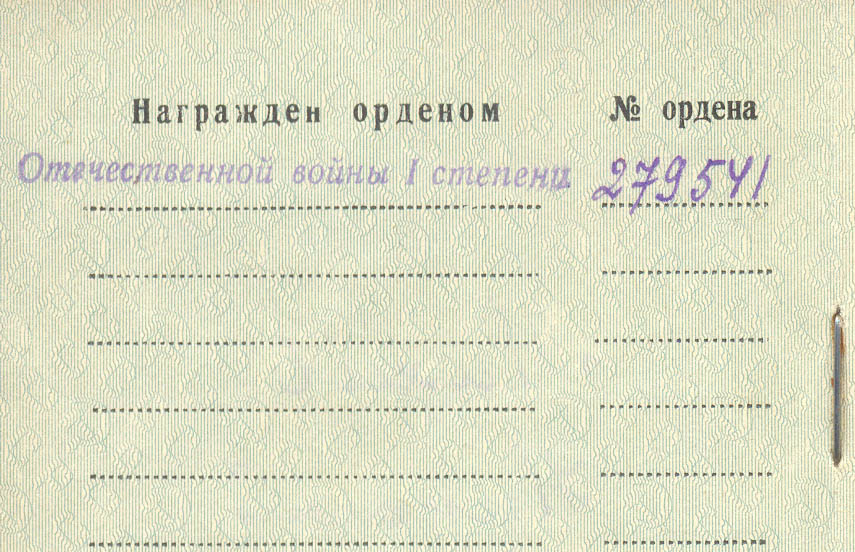 Награжден орденом № ордена
Отечественной войны I степени 279541